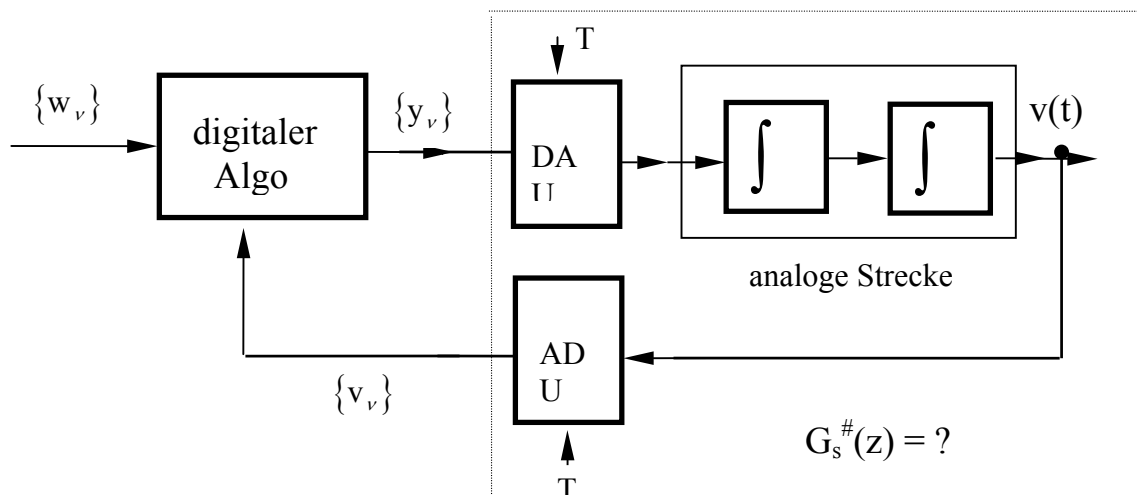 T
{w_ν}
digitaler
Algo
{y_ν}
DA
U
∫
∫
v(t)
analoge Strecke
AD
U
{v_ν}
G_s^#(z) = ?
T